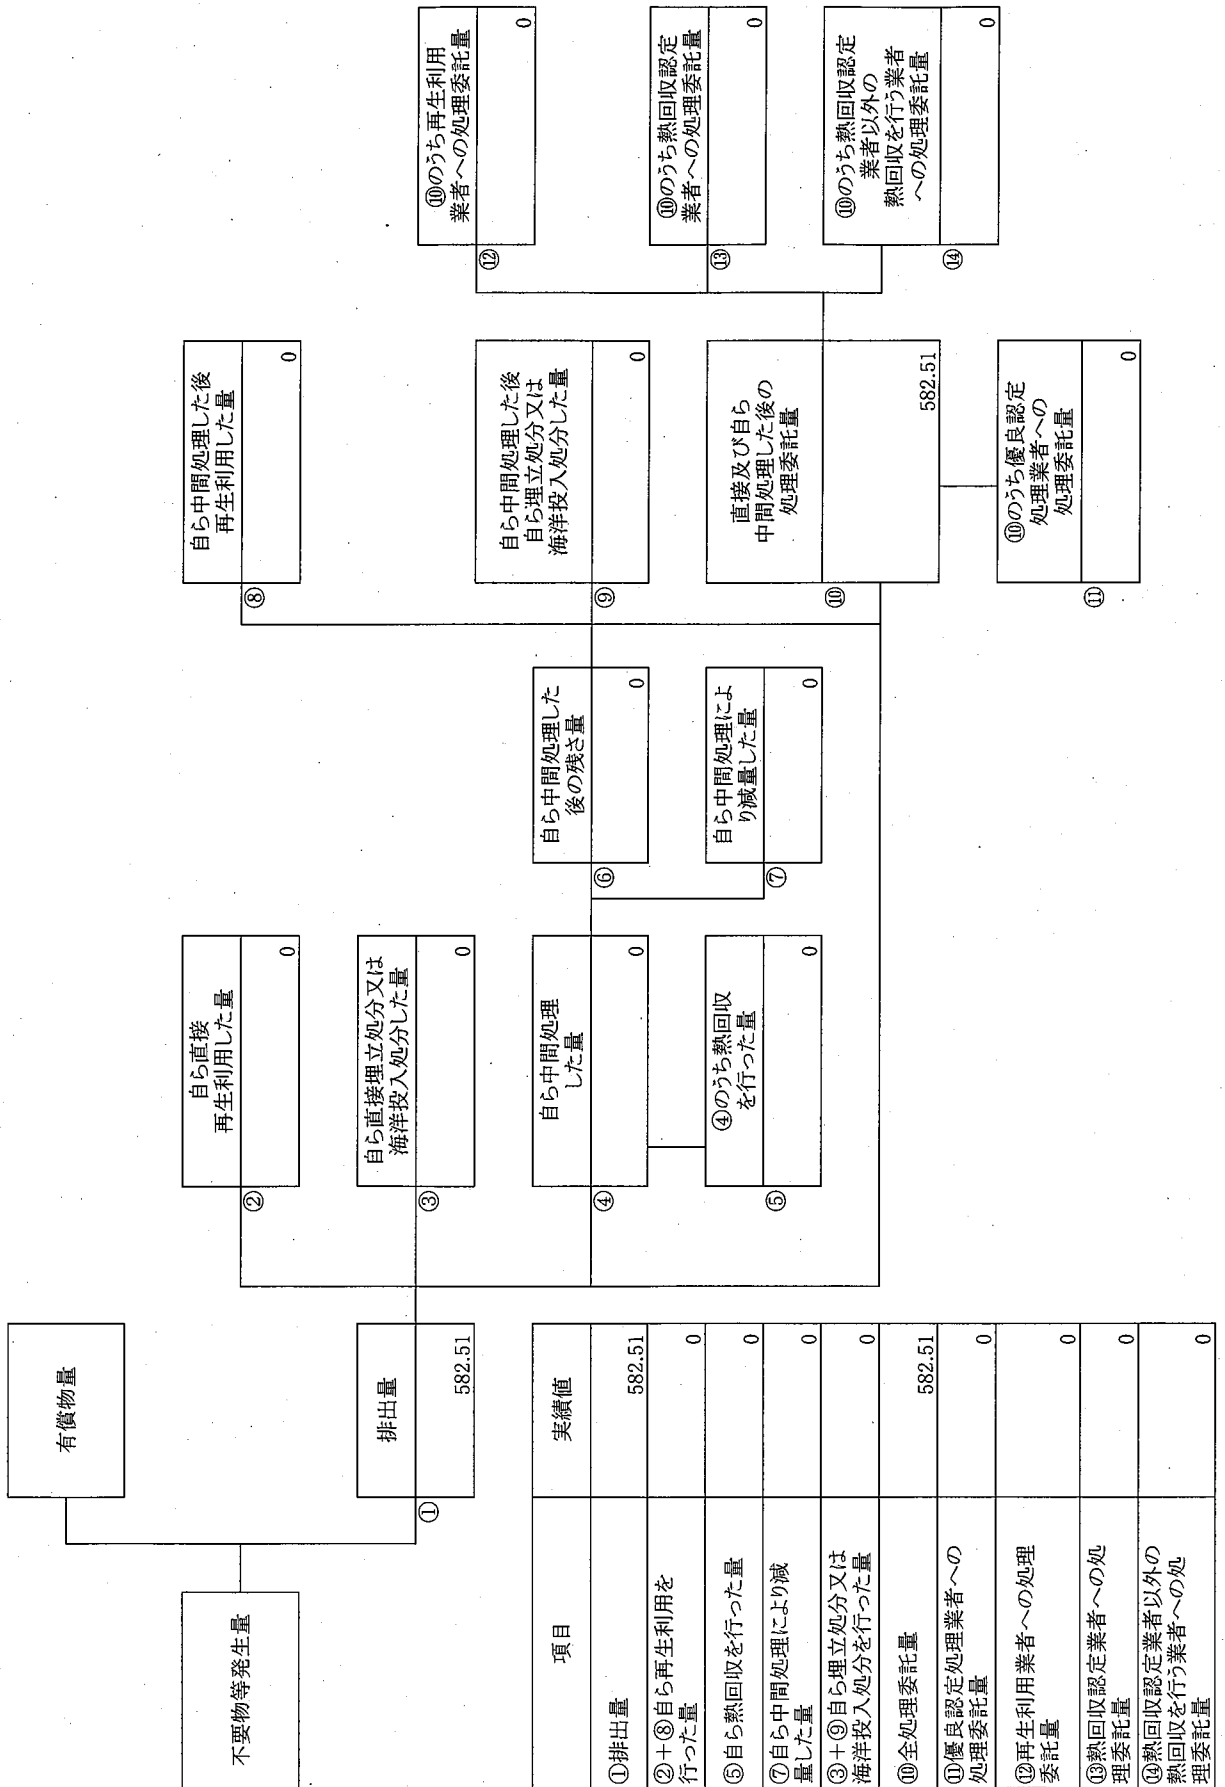 不要物等発生量
有償物量
①
排出量
582.51
②
自ら直接
再生利用した量
0
③
自ら直接埋立処分又は
海洋投入処分した量
0
④
自ら中間処理
した量
0
⑤
④のうち熱回収
を行った量
0
⑥
自ら中間処理した
後の残さ量
0
⑦
自ら中間処理によ
り減量した量
0
⑧
自ら中間処理した後
再生利用した量
0
⑨
自ら中間処理した後
自ら埋立処分又は
海洋投入処分した量
0
⑩
直接及び自ら
中間処理した後の
処理委託量
582.51
⑪
⑩のうち優良認定
処理業者への
処理委託量
0
⑫
⑩のうち再生利用
業者への処理委託量
0
⑬
⑩のうち熱回収認定
業者への処理委託量
0
⑭
⑩のうち熱回収認定
業者以外の
熱回収を行う業者
への処理委託量
0
項目 実績値
①排出量 582.51
②+⑧自ら再生利用を
行った量 0
⑤自ら熱回収を行った量 0
⑦自ら中間処理により減
量した量 0
③+⑨自ら埋立処分又は
海洋投入処分を行った量 0
⑩全処理委託量 582.51
⑪優良認定処理業者への
処理委託量 0
⑫再生利用業者への処理
委託量 0
⑬熱回収認定業者への処
理委託量 0
⑭熱回収認定業者以外の
熱回収を行う業者への処
理委託量 0